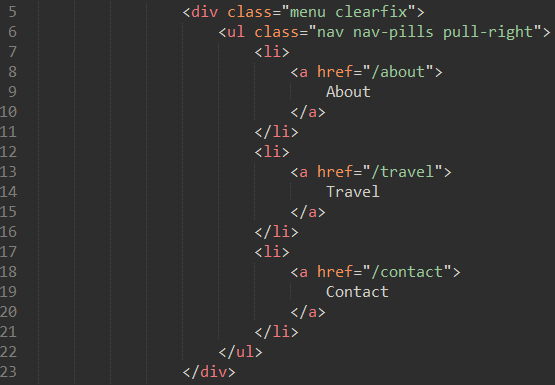 5 <div class="menu clearfix">
6 <ul class="nav nav-pills pull-right">
7 <li>
8 <a href="/about">
9 About
10 </a>
11 </li>
12 <li>
13 <a href="/travel">
14 Travel
15 </a>
16 </li>
17 <li>
18 <a href="/contact">
19 Contact
20 </a>
21 </li>
22 </ul>
23 </div>